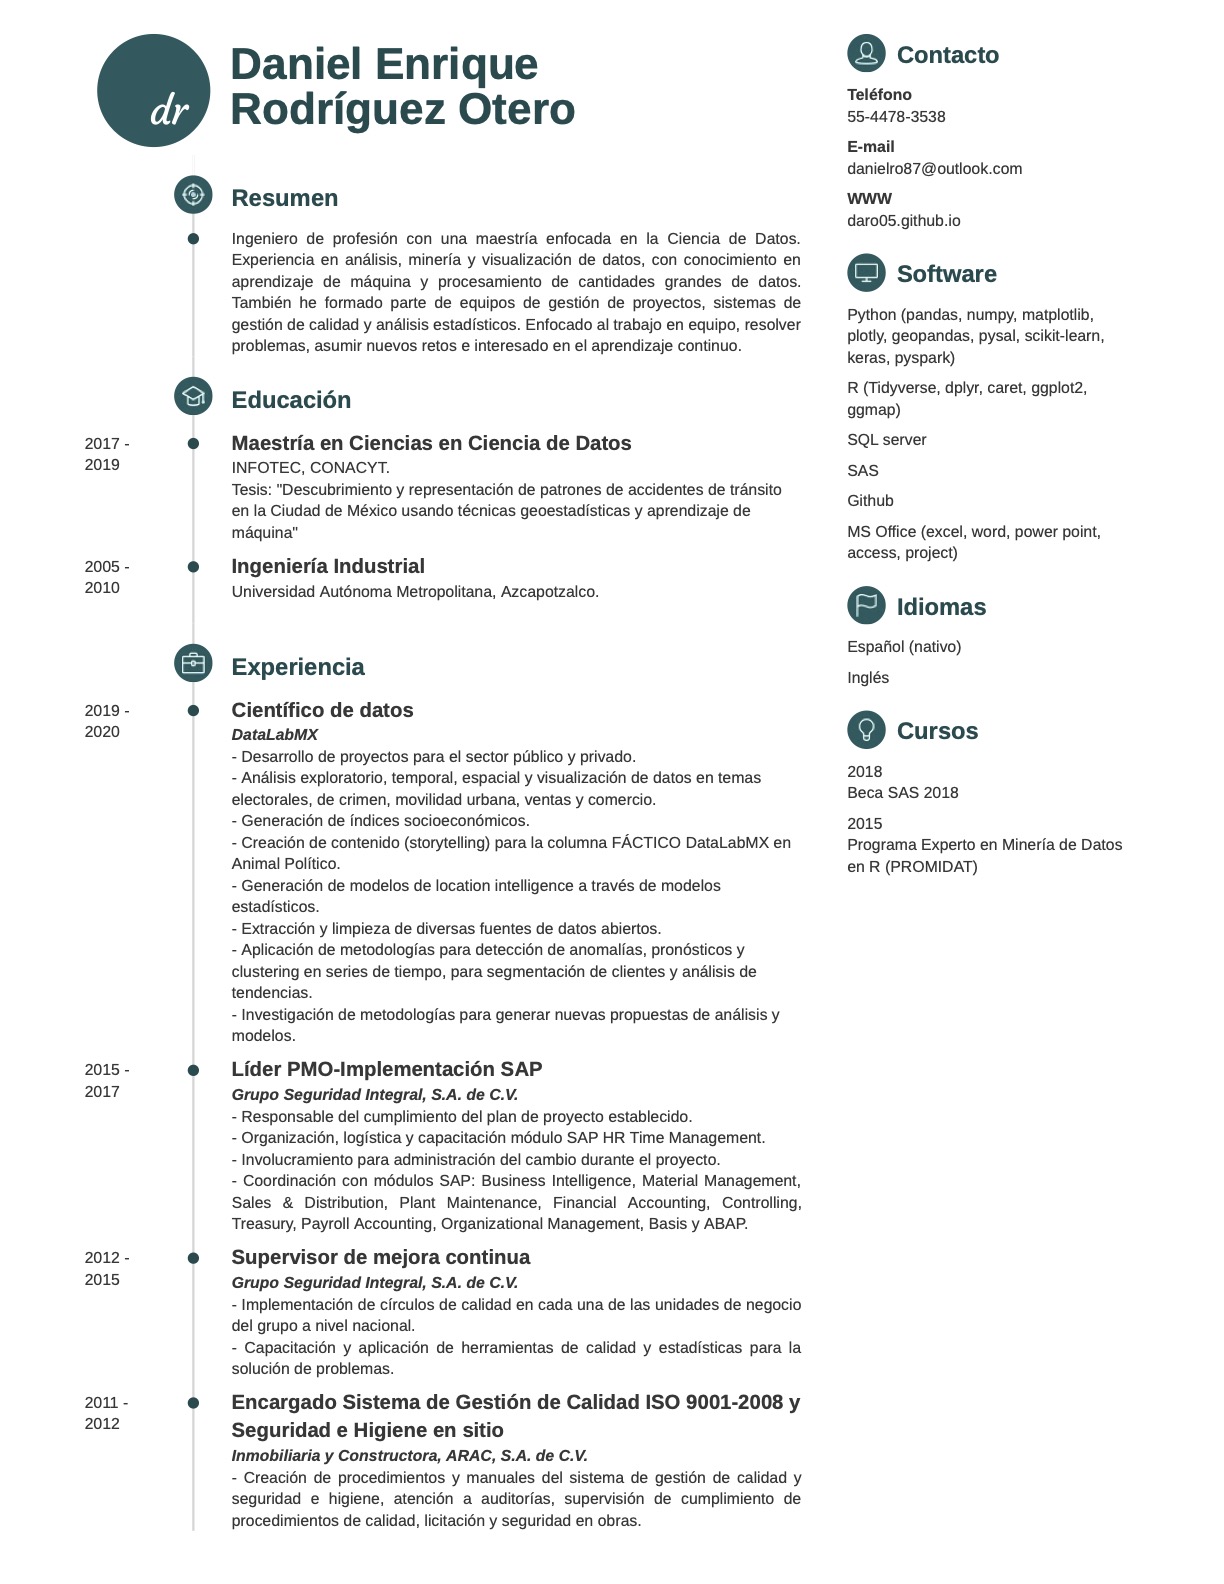 dr
Daniel Enrique
Rodríguez Otero
Resumen
Ingeniero de profesión con una maestría enfocada en la Ciencia de Datos.
Experiencia en análisis, minería y visualización de datos, con conocimiento en
aprendizaje de máquina y procesamiento de cantidades grandes de datos.
También he formado parte de equipos de gestión de proyectos, sistemas de
gestión de calidad y análisis estadísticos. Enfocado al trabajo en equipo, resolver
problemas, asumir nuevos retos e interesado en el aprendizaje continuo.
Educación
2017 -
2019
Maestría en Ciencias en Ciencia de Datos
INFOTEC, CONACYT.
Tesis: "Descubrimiento y representación de patrones de accidentes de tránsito
en la Ciudad de México usando técnicas geoestadísticas y aprendizaje de
máquina"
2005 -
2010
Ingeniería Industrial
Universidad Autónoma Metropolitana, Azcapotzalco.
Experiencia
2019 -
2020
Científico de datos
DataLabMX
- Desarrollo de proyectos para el sector público y privado.
- Análisis exploratorio, temporal, espacial y visualización de datos en temas
electorales, de crimen, movilidad urbana, ventas y comercio.
- Generación de índices socioeconómicos.
- Creación de contenido (storytelling) para la columna FÁCTICO DataLabMX en
Animal Político.
- Generación de modelos de location intelligence a través de modelos
estadísticos.
- Extracción y limpieza de diversas fuentes de datos abiertos.
- Aplicación de metodologías para detección de anomalías, pronósticos y
clustering en series de tiempo, para segmentación de clientes y análisis de
tendencias.
- Investigación de metodologías para generar nuevas propuestas de análisis y
modelos.
2015 -
2017
Líder PMO-Implementación SAP
Grupo Seguridad Integral, S.A. de C.V.
- Responsable del cumplimiento del plan de proyecto establecido.
- Organización, logística y capacitación módulo SAP HR Time Management.
- Involucramiento para administración del cambio durante el proyecto.
- Coordinación con módulos SAP: Business Intelligence, Material Management,
Sales & Distribution, Plant Maintenance, Financial Accounting, Controlling,
Treasury, Payroll Accounting, Organizational Management, Basis y ABAP.
2012 -
2015
Supervisor de mejora continua
Grupo Seguridad Integral, S.A. de C.V.
- Implementación de círculos de calidad en cada una de las unidades de negocio
del grupo a nivel nacional.
- Capacitación y aplicación de herramientas de calidad y estadísticas para la
solución de problemas.
2011 -
2012
Encargado Sistema de Gestión de Calidad ISO 9001-2008 y
Seguridad e Higiene en sitio
Inmobiliaria y Constructora, ARAC, S.A. de C.V.
- Creación de procedimientos y manuales del sistema de gestión de calidad y
seguridad e higiene, atención a auditorías, supervisión de cumplimiento de
procedimientos de calidad, licitación y seguridad en obras.
Contacto
Teléfono
55-4478-3538
E-mail
danielro87@outlook.com
WWW
daro05.github.io
Software
Python (pandas, numpy, matplotlib,
plotly, geopandas, pysal, scikit-learn,
keras, pyspark)
R (Tidyverse, dplyr, caret, ggplot2,
ggmap)
SQL server
SAS
Github
MS Office (excel, word, power point,
access, project)
Idiomas
Español (nativo)
Inglés
Cursos
2018
Beca SAS 2018
2015
Programa Experto en Minería de Datos
en R (PROMIDAT)